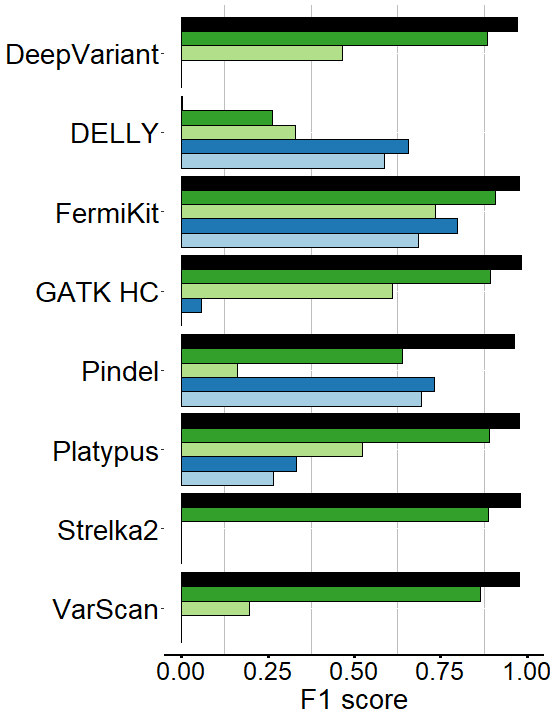 DeepVariant
DELLY
FermiKit
GATK HC
Pindel
Platypus
Strelka2
VarScan
0.00 0.25 0.50 0.75 1.00
F1 score